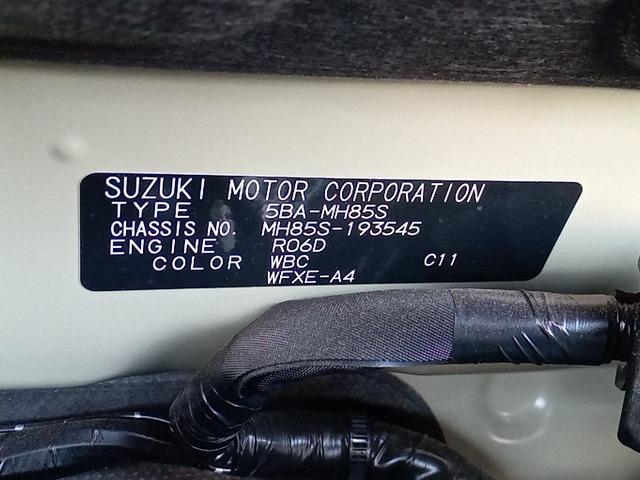 SUZUKI MOTOR CORPORATION
TYPE 5BA-MH85S
CHASSIS NO. MH85S-193545
ENGINE R06D
COLOR WBC C11
WFXE-A4